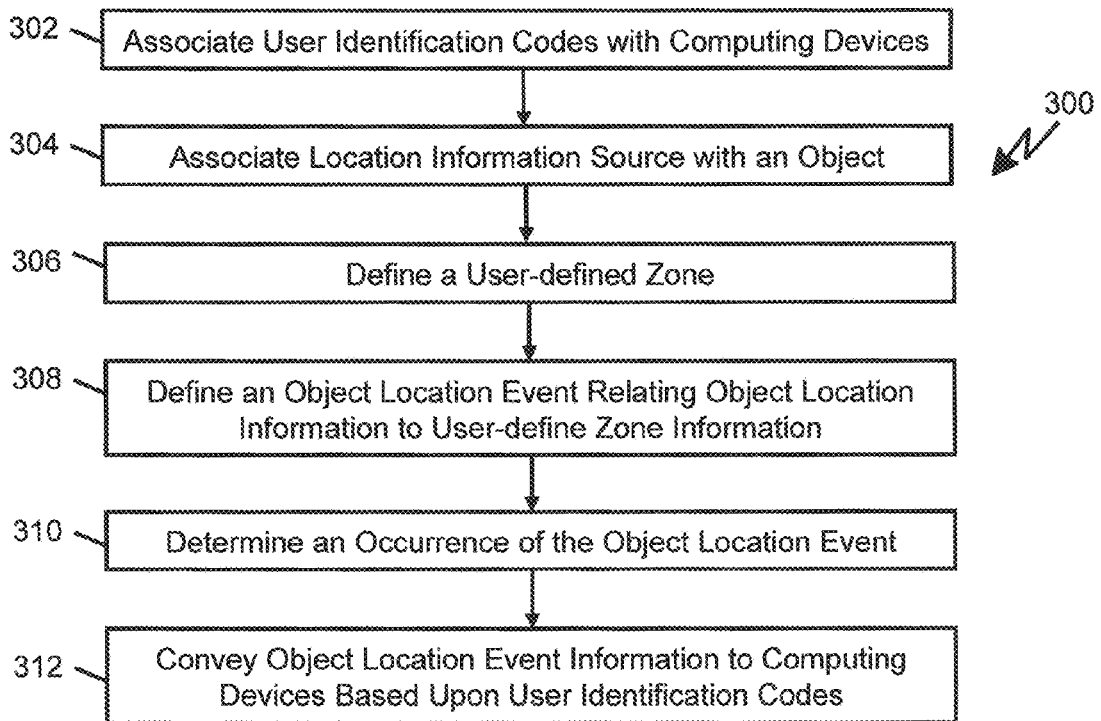 302
Associate User Identification Codes with Computing Devices
300
304
Associate Location Information Source with an Object
306
Define a User-defined Zone
308
Define an Object Location Event Relating Object Location
Information to User-define Zone Information
310
Determine an Occurrence of the Object Location Event
312
Convey Object Location Event Information to Computing
Devices Based Upon User Identification Codes